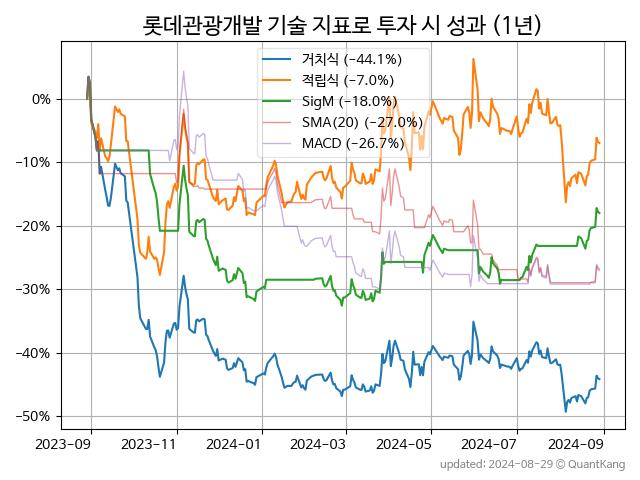 롯데관광개발 기술 지표로 투자 시 성과 (1년)
거치식 (−44.1%)
적립식 (−7.0%)
SigM (−18.0%)
SMA(20) (−27.0%)
MACD (−26.7%)
0%
−10%
−20%
−30%
−40%
−50%
2023-09 2023-11 2024-01 2024-03 2024-05 2024-07 2024-09
updated: 2024-08-29 © QuantKang